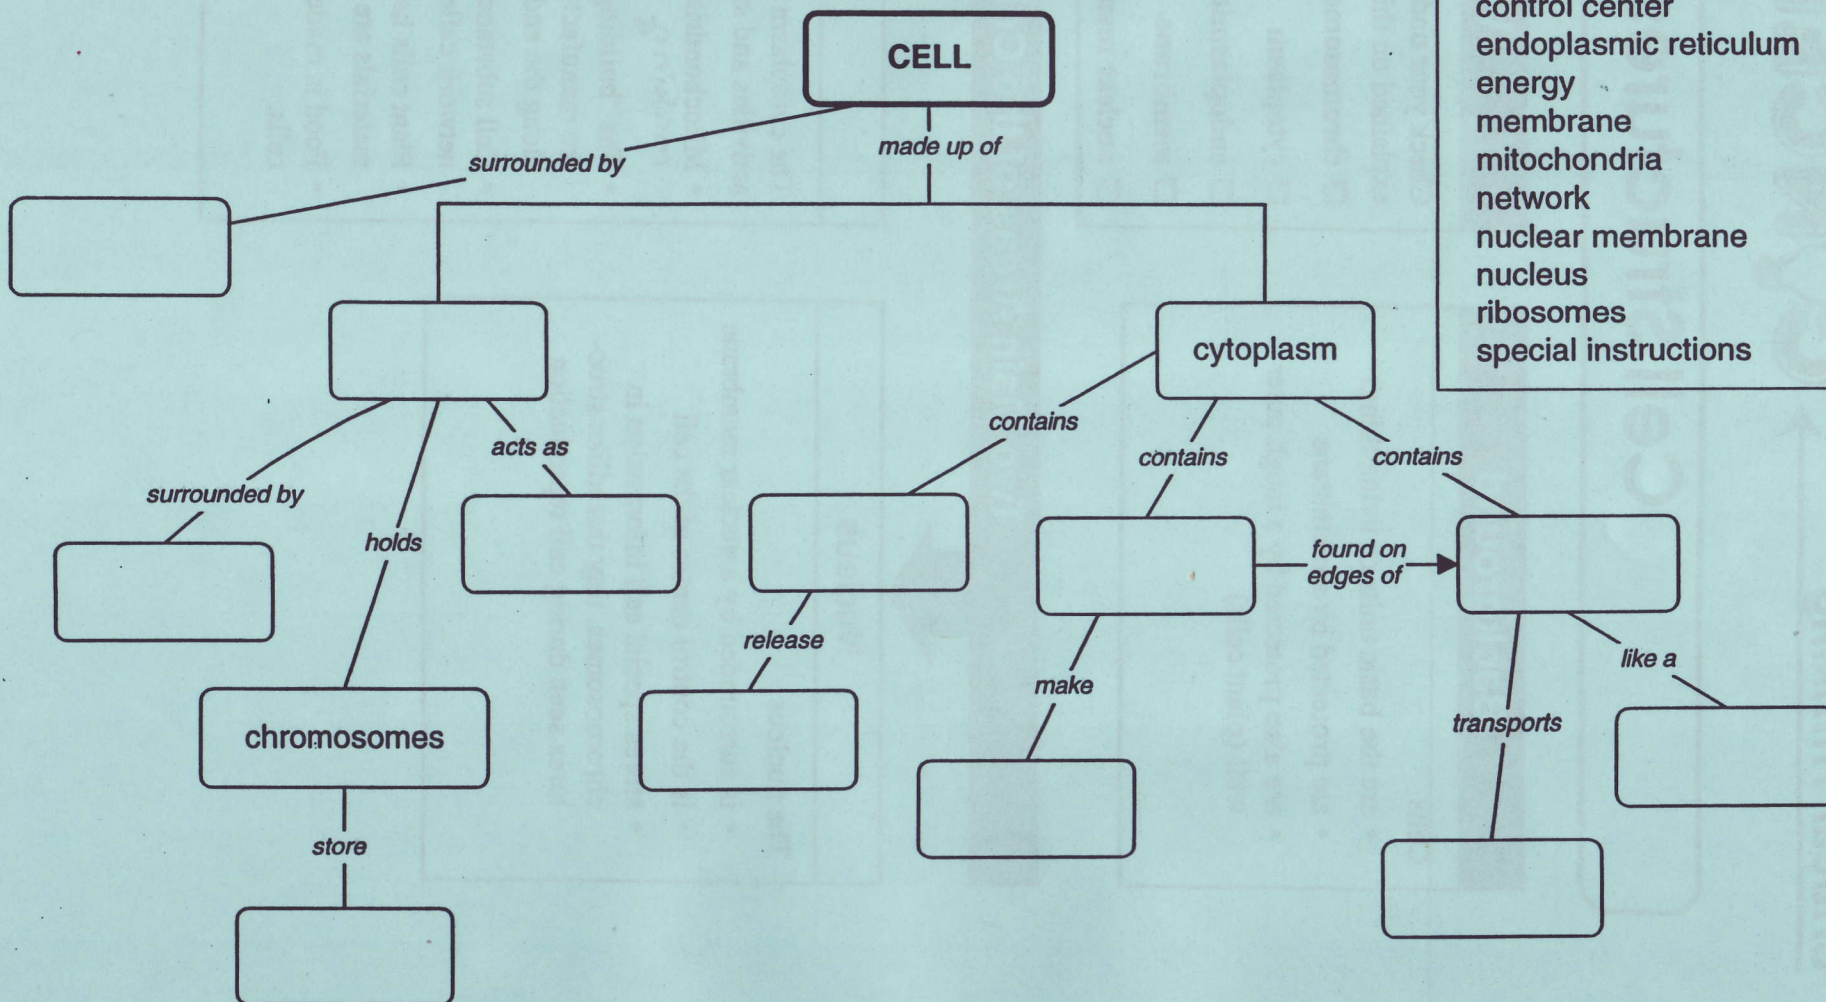 control center
endoplasmic reticulum
energy
membrane
mitochondria
network
nuclear membrane
nucleus
ribosomes
special instructions
CELL
surrounded by
made up of
cytoplasm
acts as
contains
contains
contains
surrounded by
holds
found on
edges of
release
like a
make
transports
chromosomes
store